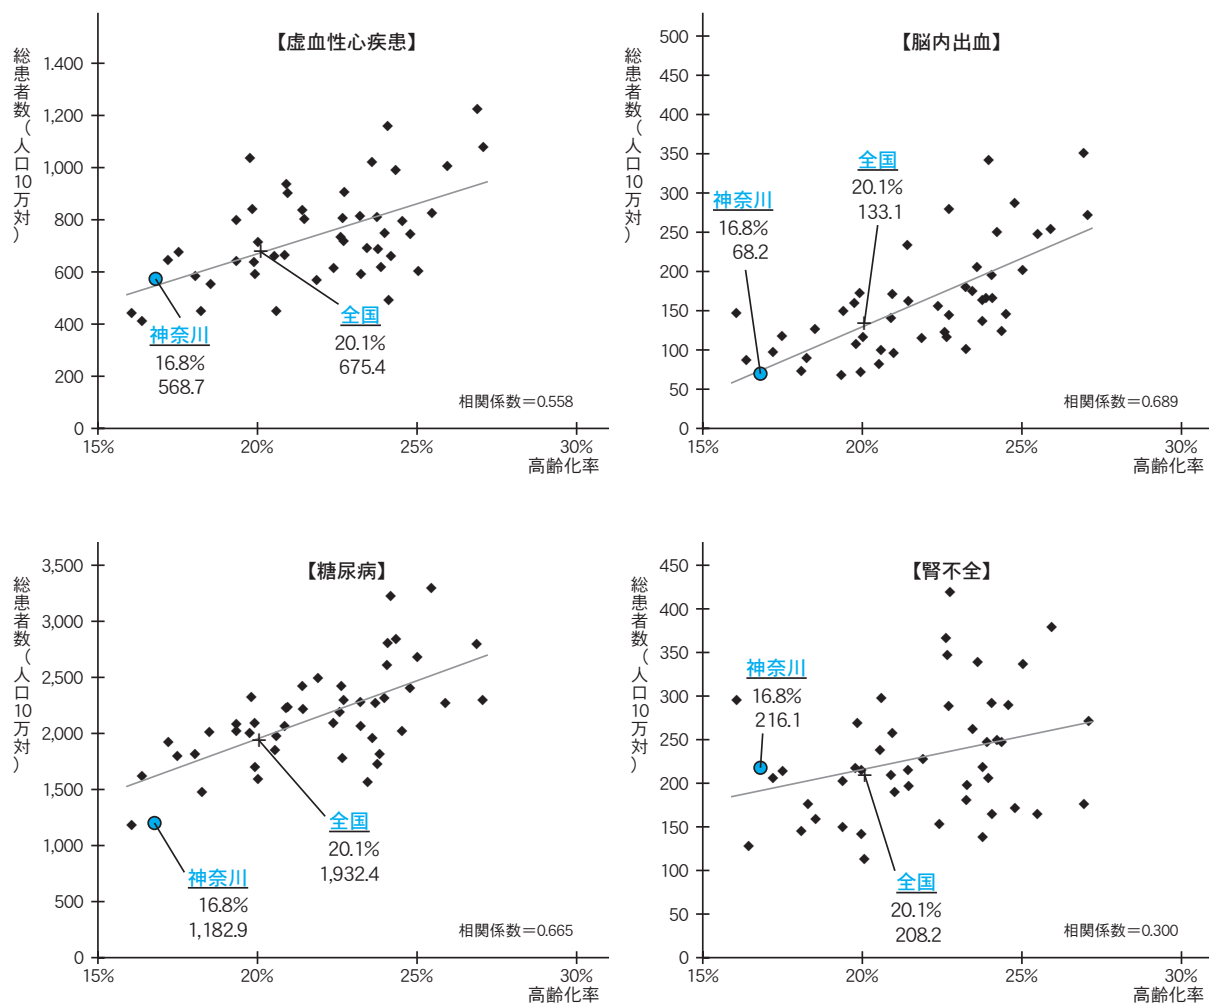 【虚血性心疾患】
総患者数（人口10万対）
1.400
1,200
1,000
800
600
400
200
0
15%
20%
25%
30%
高齢化率
神奈川
16.8%
568.7
全国
20.1%
675.4
相関係数＝0.558
【脳内出血】
総患者数（人口10万対）
500
450
400
350
300
250
200
150
100
50
0
15%
20%
25%
30%
高齢化率
神奈川
16.8%
68.2
全国
20.1%
133.1
相関係数＝0.689
【糖尿病】
総患者数（人口10万対）
3,500
3,000
2,500
2,000
1,500
1,000
500
0
15%
20%
25%
30%
高齢化率
神奈川
16.8%
1,182.9
全国
20.1%
1,932.4
相関係数＝0.665
【腎不全】
総患者数（人口10万対）
450
400
350
300
250
200
150
100
50
0
15%
20%
25%
30%
高齢化率
神奈川
16.8%
216.1
全国
20.1%
208.2
相関係数＝0.300